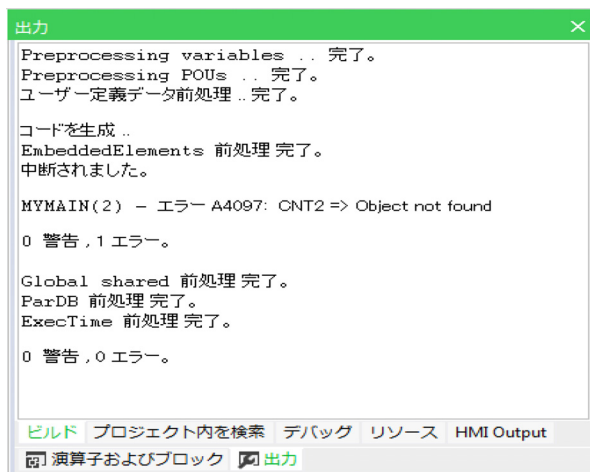 出力
Preprocessing variables .. 完了。
Preprocessing POUs .. 完了。
ユーザー定義データ前処理 .. 完了。
コードを生成 ..
EmbeddedElements 前処理 完了。
中断されました。
MYMAIN(2) – エラー A4097: CNT2 => Object not found
0 警告 , 1 エラー。
Global shared 前処理 完了。
ParDB 前処理 完了。
ExecTime 前処理 完了。
0 警告 , 0 エラー。
ビルド プロジェクト内を検索 デバッグ リソース HMI Output
演算子およびブロック 出力